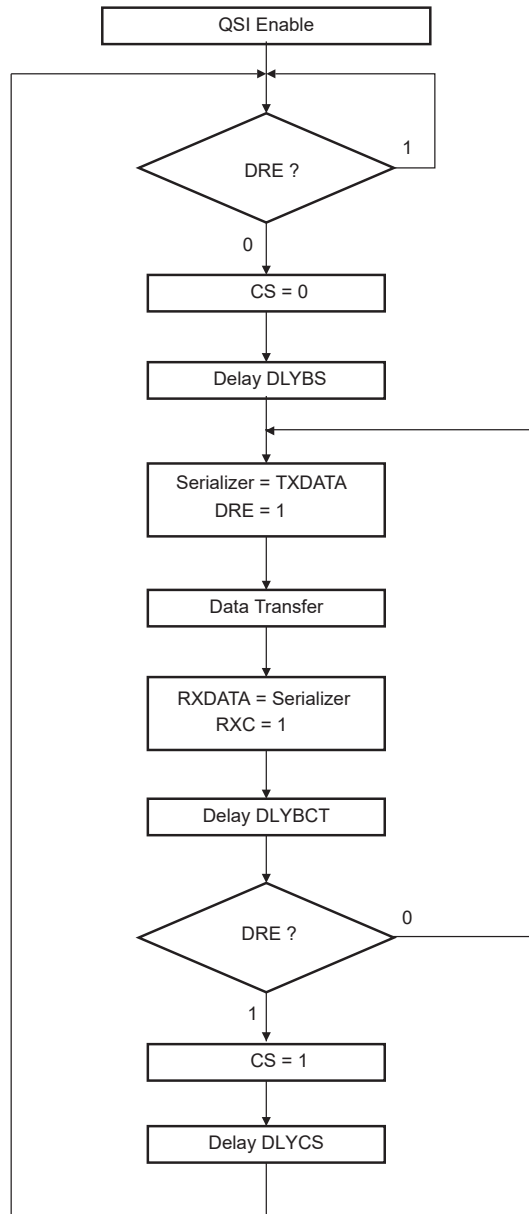 QSI Enable
1
DRE ?
0
CS = 0
Delay DLYBS
Serializer = TXDATA
DRE = 1
Data Transfer
RXDATA = Serializer
RXC = 1
Delay DLYBCT
0
DRE ?
1
CS = 1
Delay DLYCS